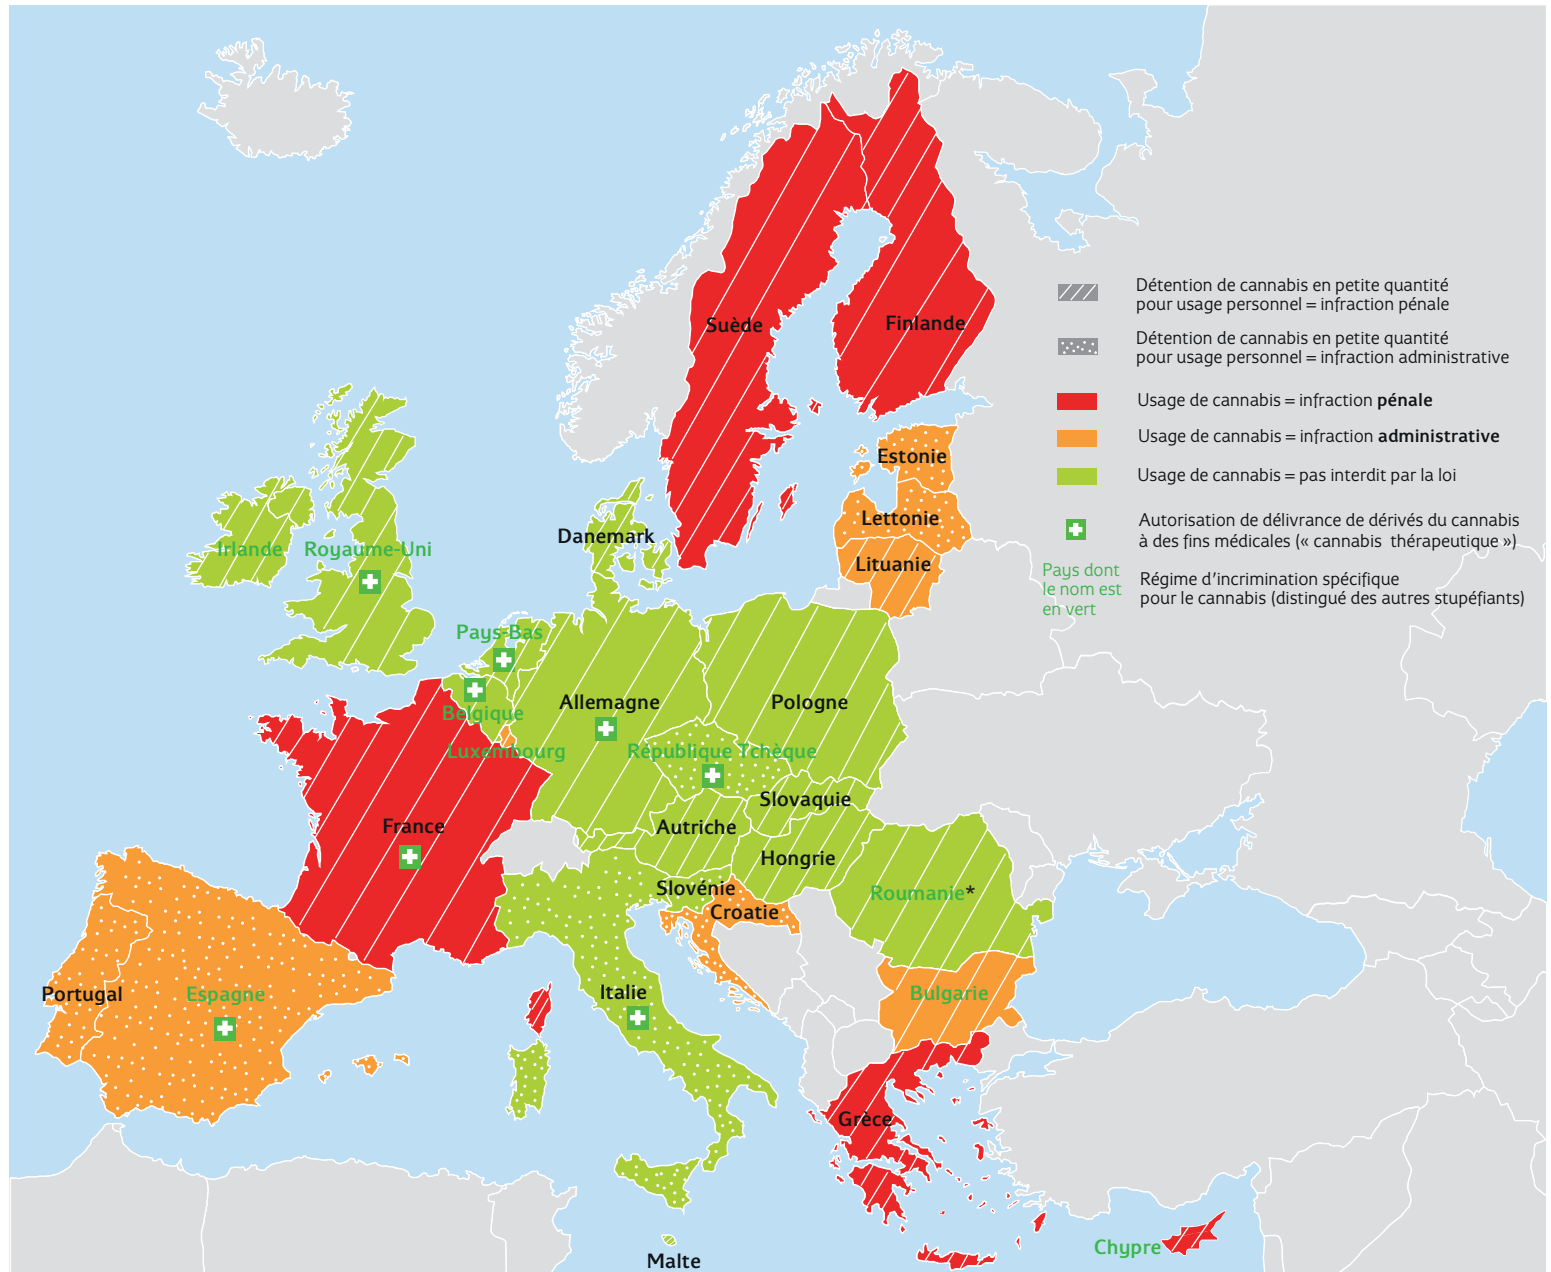 Suède
Finlande
Détention de cannabis en petite quantité
pour usage personnel = infraction pénale
Détention de cannabis en petite quantité
pour usage personnel = infraction administrative
Usage de cannabis = infraction pénale
Usage de cannabis = infraction administrative
Usage de cannabis = pas interdit par la loi
Autorisation de délivrance de dérivés du cannabis
à des fins médicales (« cannabis thérapeutique »)
Pays dont
le nom est
en vert
Régime d'incrimination spécifique
pour le cannabis (distingué des autres stupéfiants)
Estonie
Lettonie
Lituanie
Danemark
Irlande
Royaume-Uni
Pays-Bas
Belgique
Luxembourg
Allemagne
Pologne
République Tchèque
Slovaquie
France
Autriche
Hongrie
Slovénie
Croatie
Roumanie*
Portugal
Espagne
Italie
Bulgarie
Grèce
Malte
Chypre